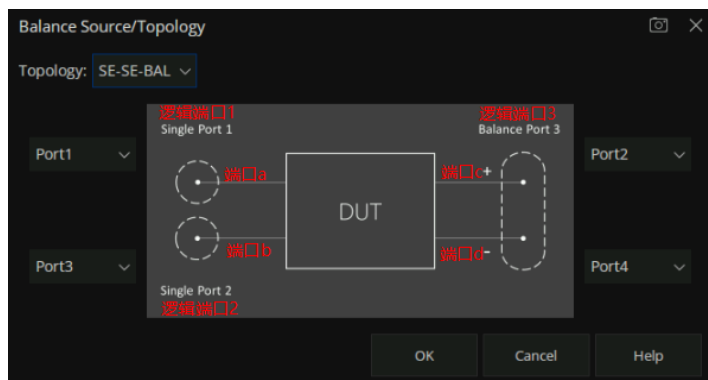 Balance Source/Topology
Topology: SE-SE-BAL
逻辑端口1
Single Port 1
逻辑端口3
Balance Port 3
Port1
Port2
端口a
端口c+
DUT
端口b
端口d-
Port3
Port4
Single Port 2
逻辑端口2
OK
Cancel
Help